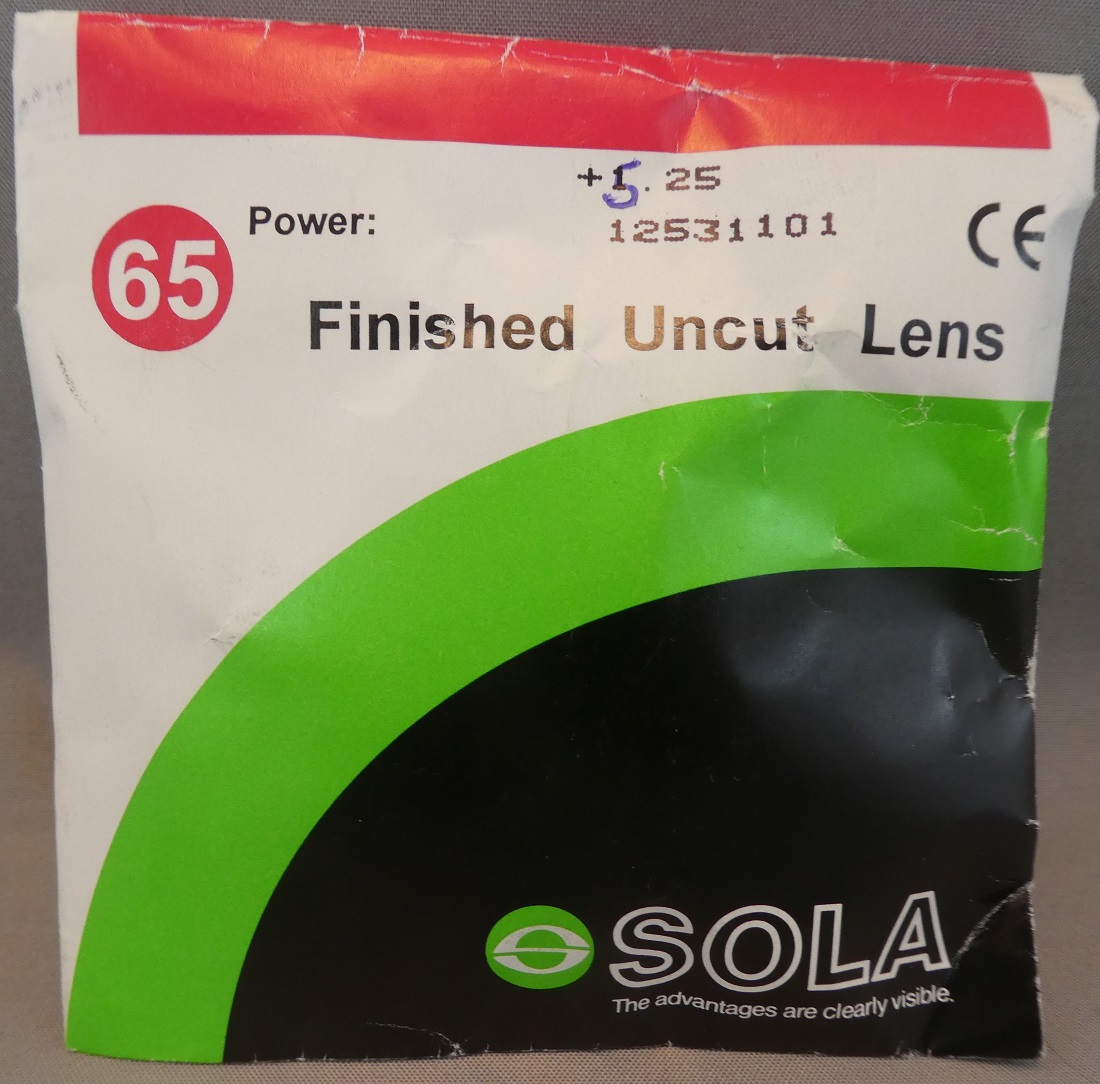 +5.25
12531101
Power:
65
CE
Finished Uncut Lens
SOLA
The advantages are clearly visible.